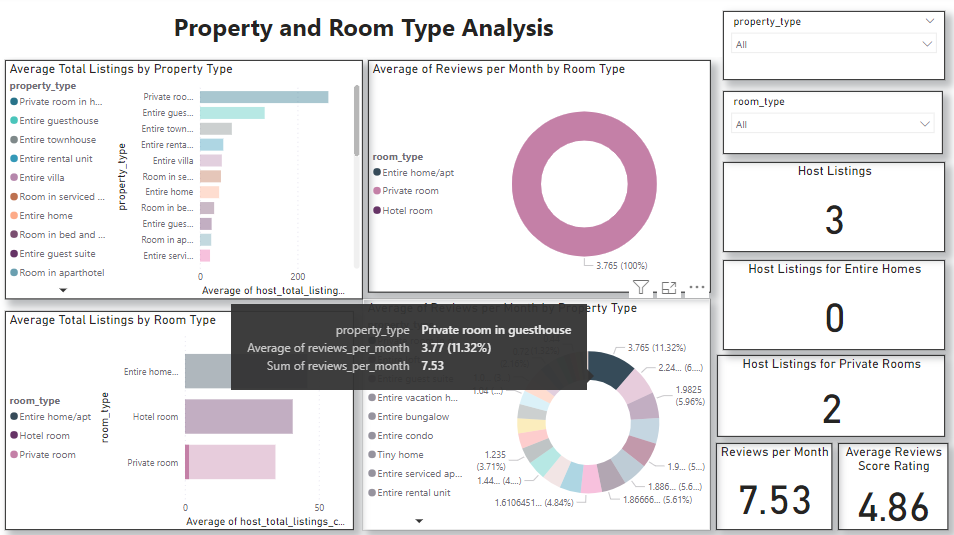 Property and Room Type Analysis
property_type
All
room_type
All
Average Total Listings by Property Type
property_type
Private room in h...
Entire guesthouse
Entire townhouse
Entire rental unit
Entire villa
Room in serviced ...
Entire home
Room in bed and ...
Entire guest suite
Room in aparthotel
property_type
Private roo...
Entire gues...
Entire town...
Entire renta...
Entire villa
Room in se...
Entire home
Room in be...
Entire gues...
Room in ap...
Entire servi...
0
200
Average of host_total_listing...
Average of Reviews per Month by Room Type
room_type
Entire home/apt
Private room
Hotel room
3.765 (100%)
Host Listings
3
Host Listings for Entire Homes
0
Host Listings for Private Rooms
2
Reviews per Month
7.53
Average Reviews
Score Rating
4.86
Average Total Listings by Room Type
room_type
Entire home/apt
Hotel room
Private room
room_type
Entire home...
Hotel room
Private room
0
50
Average of host_total_listings_c...
Average of Reviews per Month by Property Type
property_type Private room in guesthouse
Average of reviews_per_month 3.77 (11.32%)
Sum of reviews_per_month 7.53
Entire vacation h...
Entire bungalow
Entire condo
Tiny home
Entire serviced ap...
Entire rental unit
3.765 (11.32%)
2.24... (6....)
1.9825
(5.96%)
1.9... (5...)
1.886... (5.6...)
1.86666... (5.61%)
1.6106451... (4.84%)
1.44... (4....)
1.235
(3.71%)